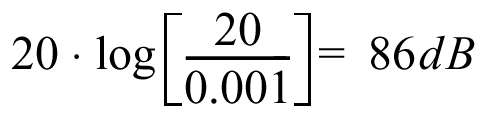 20 · log[20/0.001] = 86dB